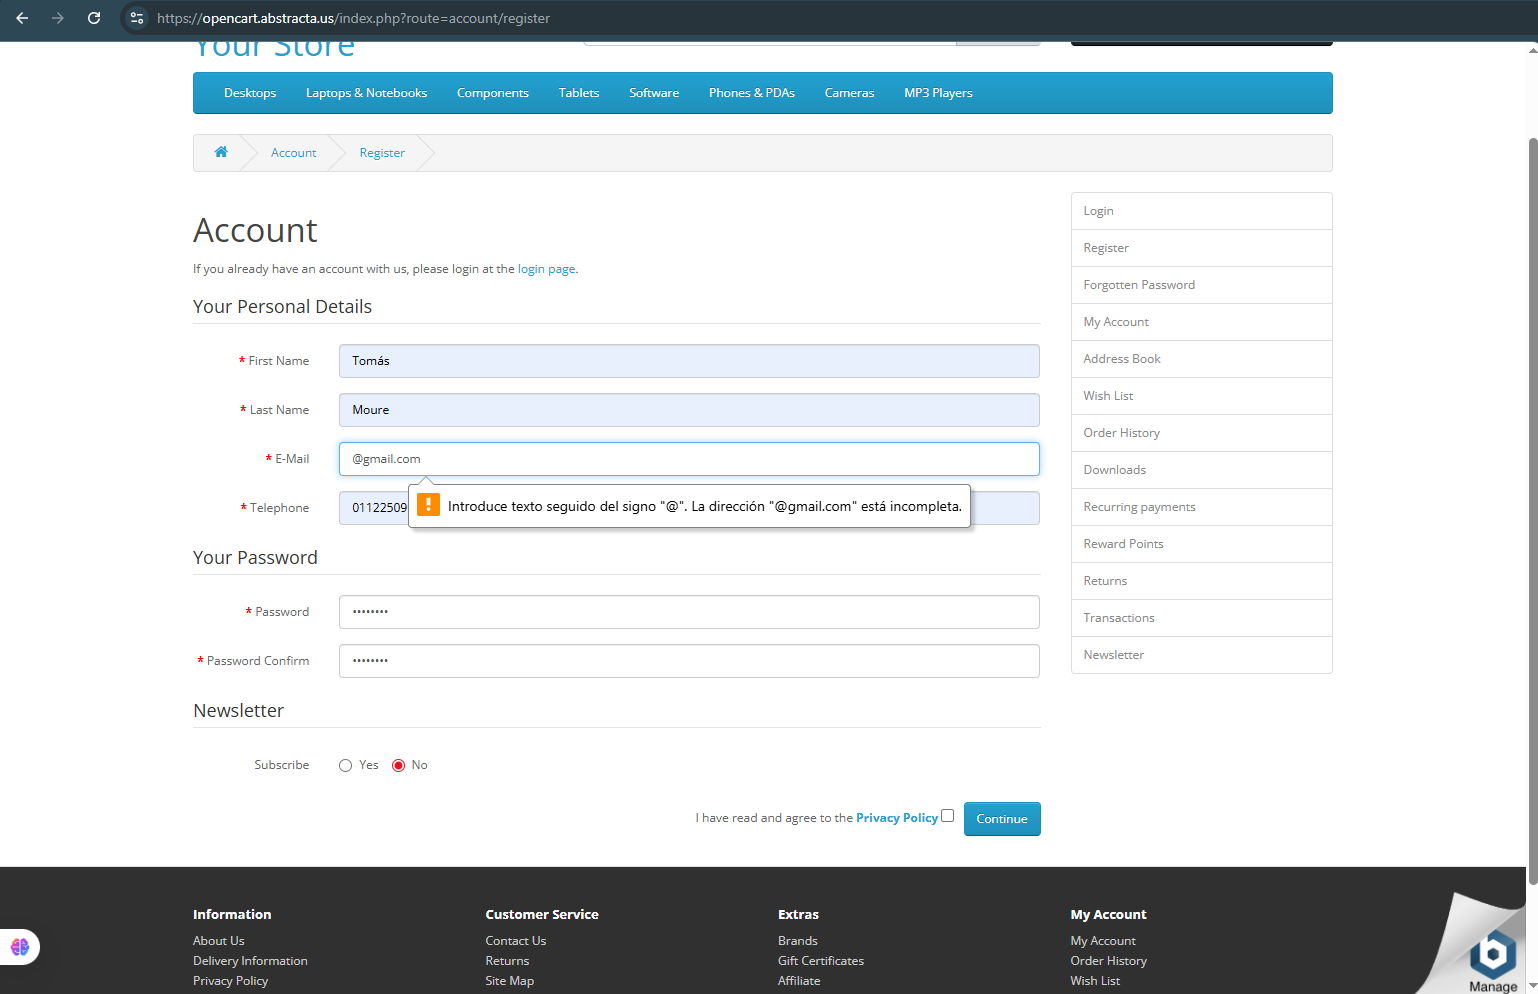 https://opencart.abstracta.us/index.php?route=account/register
Your Store
Desktops Laptops & Notebooks Components Tablets Software Phones & PDAs Cameras MP3 Players
Account Register
Account
If you already have an account with us, please login at the login page.
Your Personal Details
* First Name Tomás
* Last Name Moure
* E-Mail @gmail.com
Introduce texto seguido del signo "@". La dirección "@gmail.com" está incompleta.
* Telephone 01122509
Your Password
* Password ••••••••
* Password Confirm ••••••••
Newsletter
Subscribe Yes No
I have read and agree to the Privacy Policy Continue
Login
Register
Forgotten Password
My Account
Address Book
Wish List
Order History
Downloads
Recurring payments
Reward Points
Returns
Transactions
Newsletter
Information
About Us
Delivery Information
Privacy Policy
Customer Service
Contact Us
Returns
Site Map
Extras
Brands
Gift Certificates
Affiliate
My Account
My Account
Order History
Wish List
b
Manage